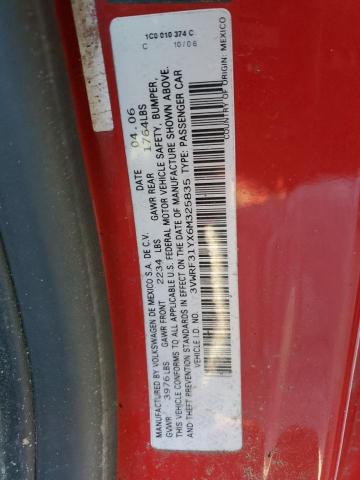 1C0 010 374 C
C 10/06
MANUFACTURED BY VOLKSWAGEN DE MEXICO S.A. DE C.V. DATE 04.06
GVWR 3976LBS GAWR FRONT 2234 LBS GAWR REAR 1764LBS
THIS VEHICLE CONFORMS TO ALL APPLICABLE U.S. FEDERAL MOTOR VEHICLE SAFETY, BUMPER,
AND THEFT PREVENTION STANDARDS IN EFFECT ON THE DATE OF MANUFACTURE SHOWN ABOVE.
VEHICLE I.D. NO. 3VWRF31YX6M325835 TYPE: PASSENGER CAR
COUNTRY OF ORIGIN: MEXICO